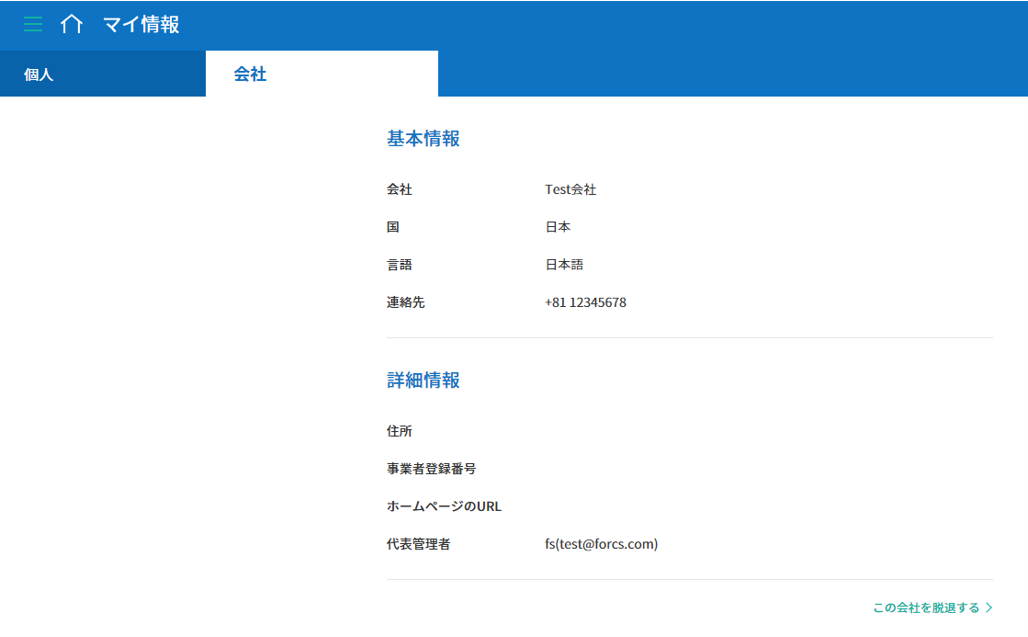 マイ情報
個人 会社
基本情報
会社 Test会社
国 日本
言語 日本語
連絡先 +81 12345678
詳細情報
住所
事業者登録番号
ホームページのURL
代表管理者 fs(test@forcs.com)
この会社を脱退する